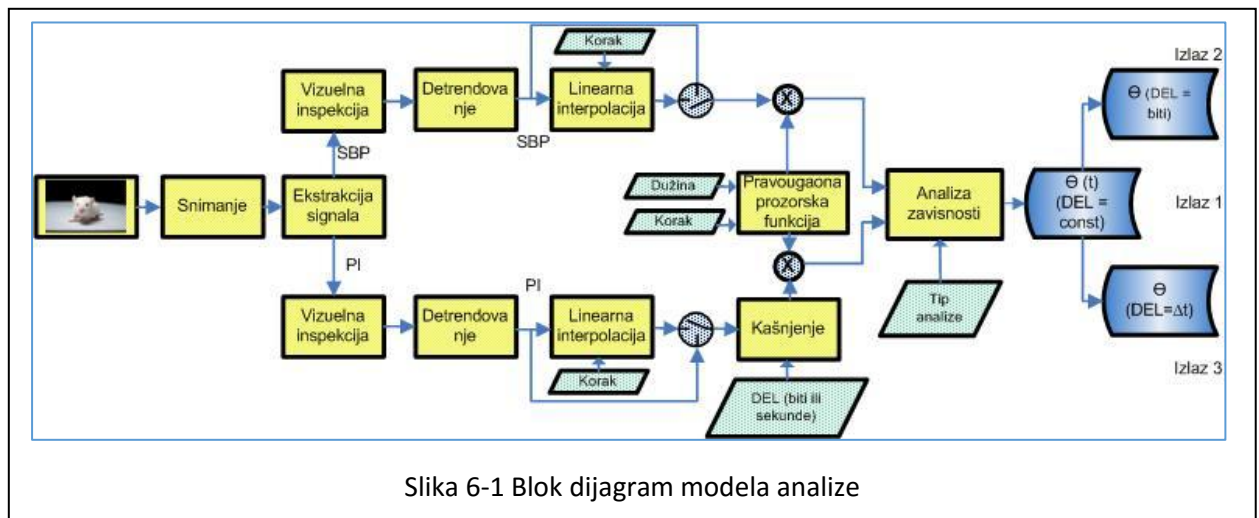 Izlaz 2
Korak
Vizuelna
inspekcija
Detrendova
nje
Linearna
interpolacija
X
Ɵ (DEL =
biti)
SBP
SBP
Snimanje
Ekstrakcija
signala
Dužina
Korak
Pravougaona
prozorska
funkcija
Analiza
zavisnosti
Ɵ (t)
(DEL =
const)
Izlaz 1
PI
PI
X
Vizuelna
inspekcija
Detrendova
nje
Linearna
interpolacija
Kašnjenje
Tip
analize
Ɵ
(DEL=Δt)
Korak
DEL (biti ili
sekunde)
Izlaz 3
Slika 6-1 Blok dijagram modela analize